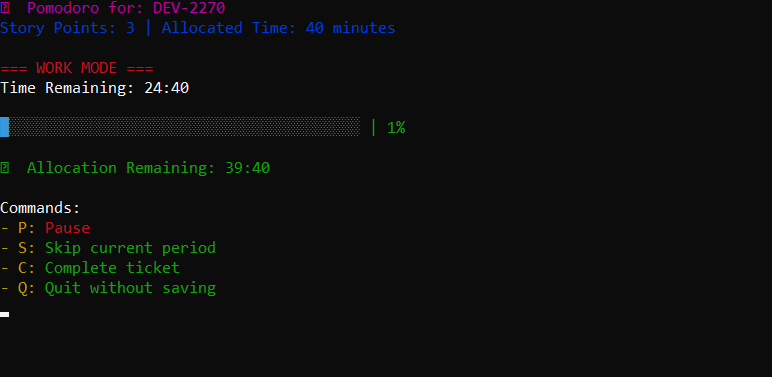 Pomodoro for: DEV-2270
Story Points: 3 | Allocated Time: 40 minutes
=== WORK MODE ===
Time Remaining: 24:40
| 1%
Allocation Remaining: 39:40
Commands:
- P: Pause
- S: Skip current period
- C: Complete ticket
- Q: Quit without saving